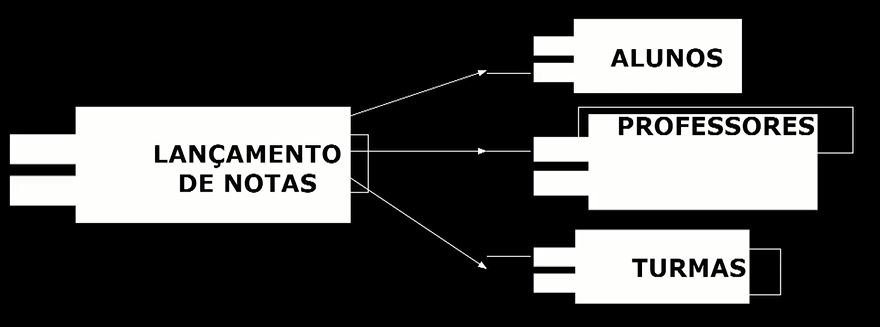 ALUNOS
PROFESSORES
LANÇAMENTO
DE NOTAS
TURMAS